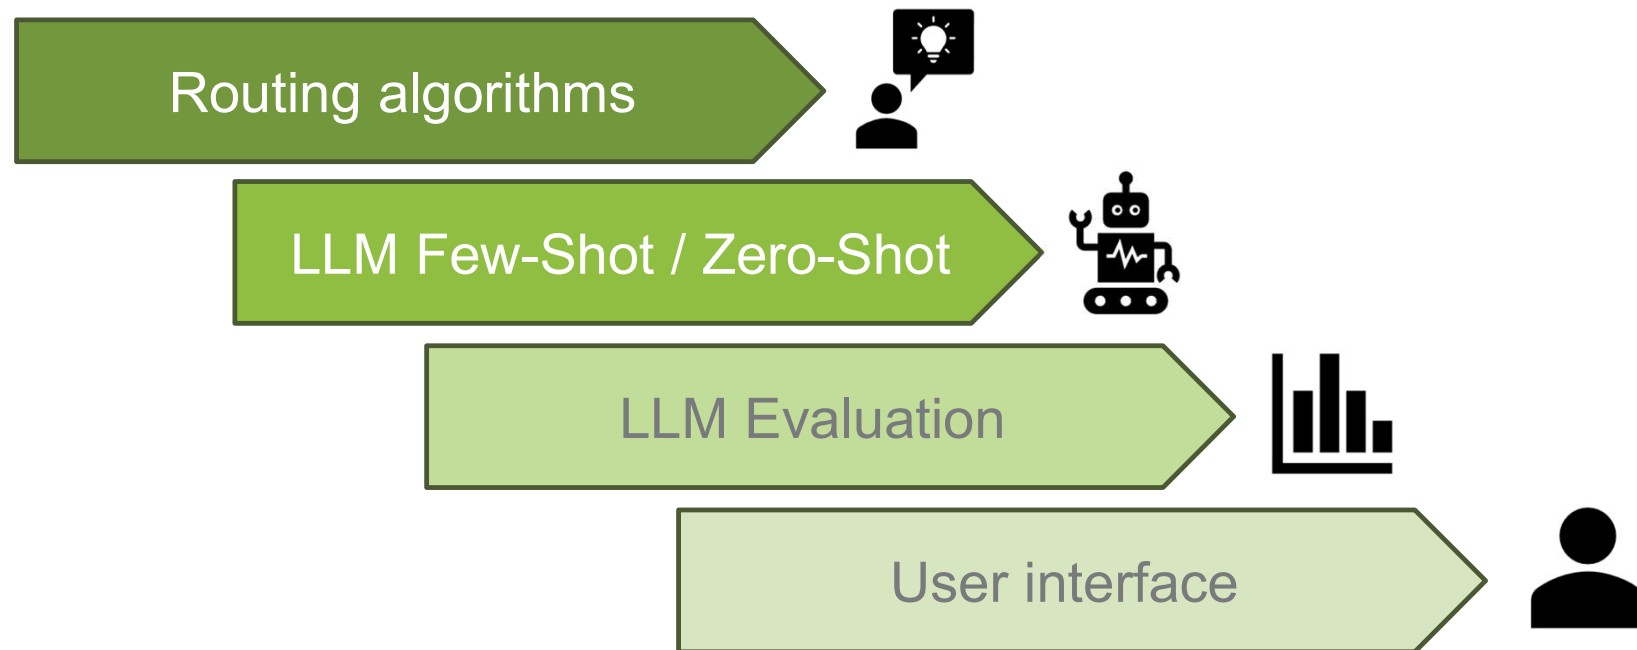 Routing algorithms
LLM Few-Shot / Zero-Shot
LLM Evaluation
User interface